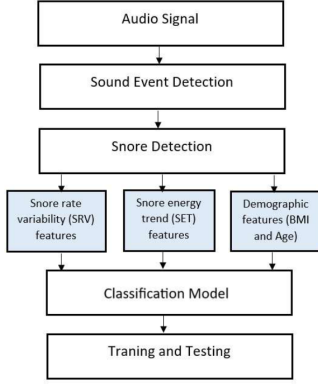 Audio Signal
Sound Event Detection
Snore Detection
Snore rate
variability (SRV)
features
Snore energy
trend (SET)
features
Demographic
features (BMI
and Age)
Classification Model
Traning and Testing